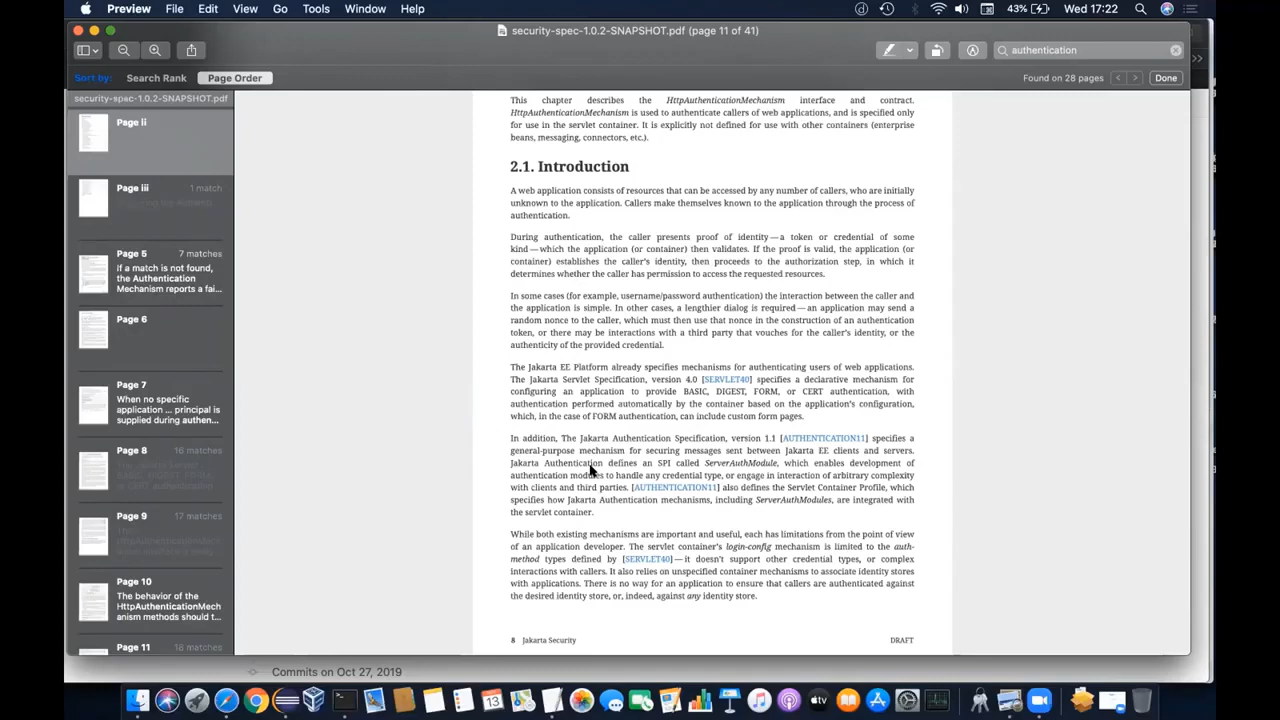 Preview File Edit View Go Tools Window Help 43% Wed 17:22
security-spec-1.0.2-SNAPSHOT.pdf (page 11 of 41)
authentication
Sort by: Search Rank Page Order Found on 28 pages Done
security-spec-1.0.2-SNAPSHOT.pdf
Page ii
Page iii 1 match
Page 5 7 matches
If a match is not found,
the Authentication
Mechanism reports a fai...
Page 6
Page 7
When no specific
application ... principal is
supplied during authen...
Page 8 16 matches
Page 9 17 matches
Page 10
The behavior of the
HttpAuthenticationMech
anism methods should t...
Page 11 18 matches
This chapter describes the HttpAuthenticationMechanism interface and contract.
HttpAuthenticationMechanism is used to authenticate callers of web applications, and is specified only
for use in the servlet container. It is explicitly not defined for use with other containers (enterprise
beans, messaging, connectors, etc.).
2.1. Introduction
A web application consists of resources that can be accessed by any number of callers, who are initially
unknown to the application. Callers make themselves known to the application through the process of
authentication.
During authentication, the caller presents proof of identity—a token or credential of some
kind—which the application (or container) then validates. If the proof is valid, the application (or
container) establishes the caller's identity, then proceeds to the authorization step, in which it
determines whether the caller has permission to access the requested resources.
In some cases (for example, username/password authentication) the interaction between the caller and
the application is simple. In other cases, a lengthier dialog is required—an application may send a
random nonce to the caller, which must then use that nonce in the construction of an authentication
token, or there may be interactions with a third party that vouches for the caller's identity, or the
authenticity of the provided credential.
The Jakarta EE Platform already specifies mechanisms for authenticating users of web applications.
The Jakarta Servlet Specification, version 4.0 [SERVLET40] specifies a declarative mechanism for
configuring an application to provide BASIC, DIGEST, FORM, or CERT authentication, with
authentication performed automatically by the container based on the application's configuration,
which, in the case of FORM authentication, can include custom form pages.
In addition, The Jakarta Authentication Specification, version 1.1 [AUTHENTICATION11] specifies a
general-purpose mechanism for securing messages sent between Jakarta EE clients and servers.
Jakarta Authentication defines an SPI called ServerAuthModule, which enables development of
authentication modules to handle any credential type, or engage in interaction of arbitrary complexity
with clients and third parties. [AUTHENTICATION11] also defines the Servlet Container Profile, which
specifies how Jakarta Authentication mechanisms, including ServerAuthModules, are integrated with
the servlet container.
While both existing mechanisms are important and useful, each has limitations from the point of view
of an application developer. The servlet container's login-config mechanism is limited to the auth-
method types defined by [SERVLET40]—it doesn't support other credential types, or complex
interactions with callers. It also relies on unspecified container mechanisms to associate identity stores
with applications. There is no way for an application to ensure that callers are authenticated against
the desired identity store, or, indeed, against any identity store.
8 Jakarta Security DRAFT
Commits on Oct 27, 2019